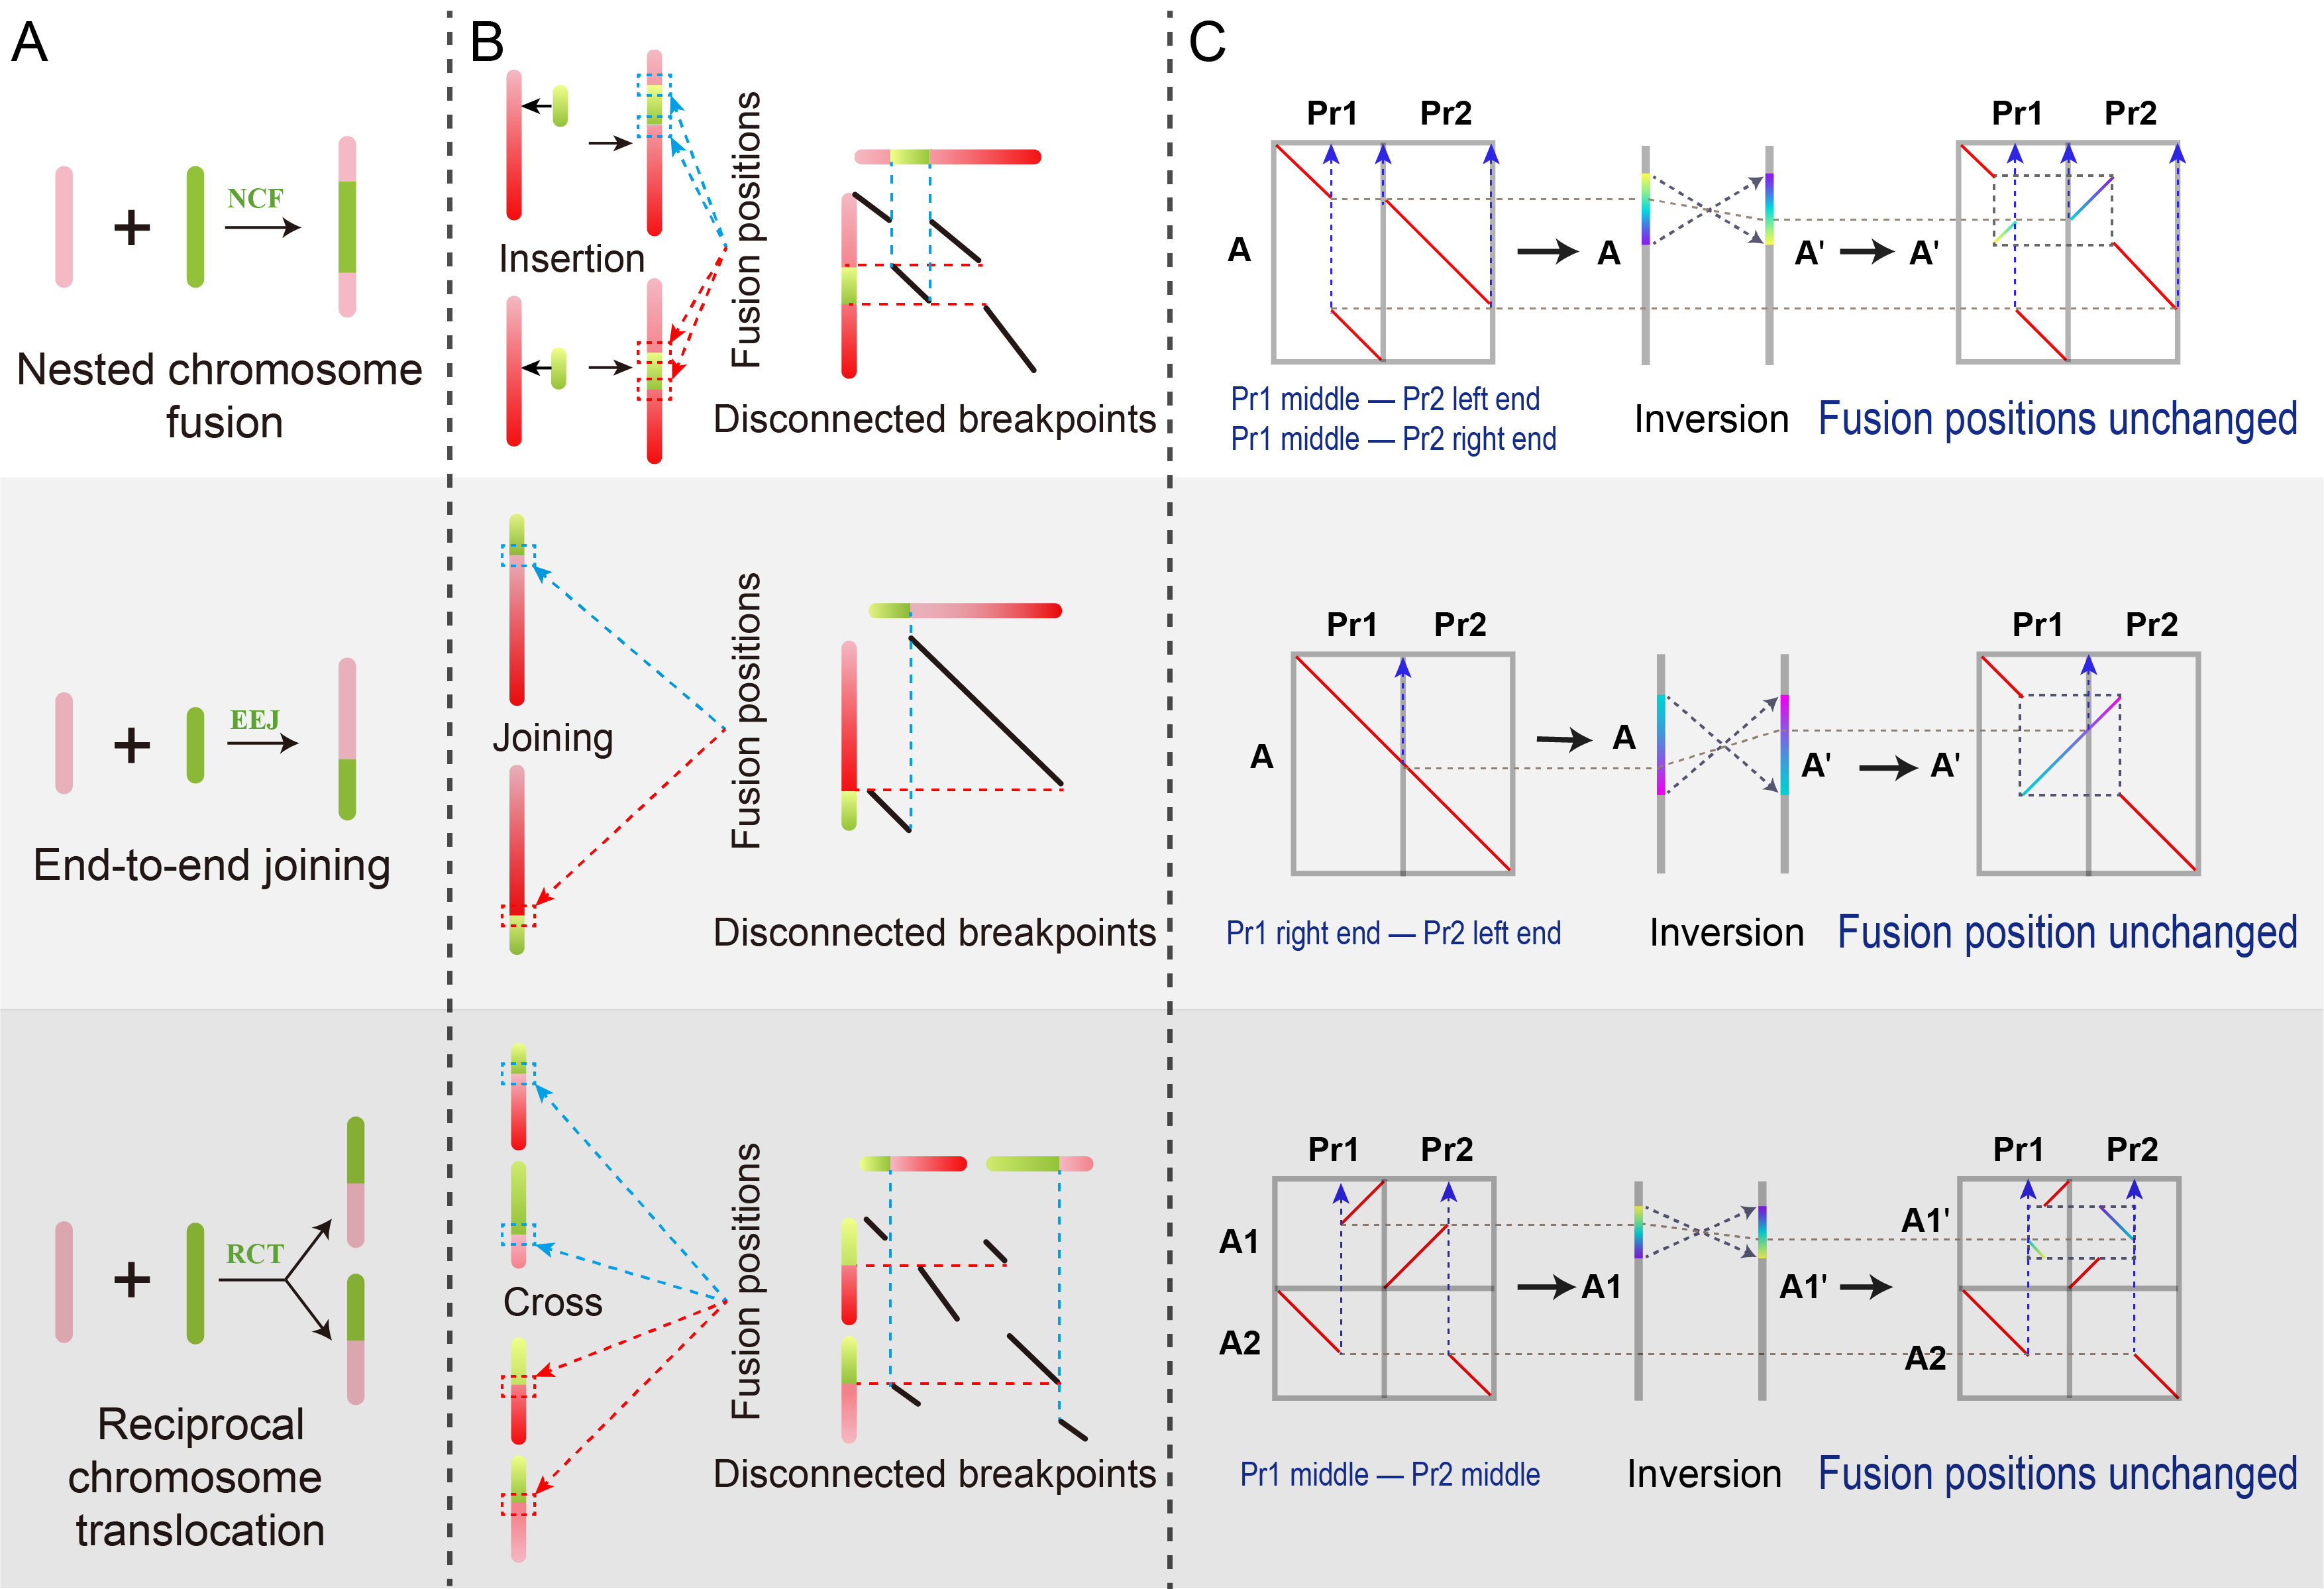 A
NCF
Nested chromosome
fusion
EEJ
End-to-end joining
RCT
Reciprocal
chromosome
translocation
B
Insertion
Fusion positions
Disconnected breakpoints
Joining
Fusion positions
Disconnected breakpoints
Cross
Fusion positions
Disconnected breakpoints
C
Pr1 Pr2 Pr1 Pr2
A A A' A'
Pr1 middle — Pr2 left end
Pr1 middle — Pr2 right end
Inversion
Fusion positions unchanged
Pr1 Pr2 Pr1 Pr2
A A A' A'
Pr1 right end — Pr2 left end
Inversion
Fusion position unchanged
Pr1 Pr2 Pr1 Pr2
A1 A1'
A1 A1'
A2 A2
Pr1 middle — Pr2 middle
Inversion
Fusion positions unchanged